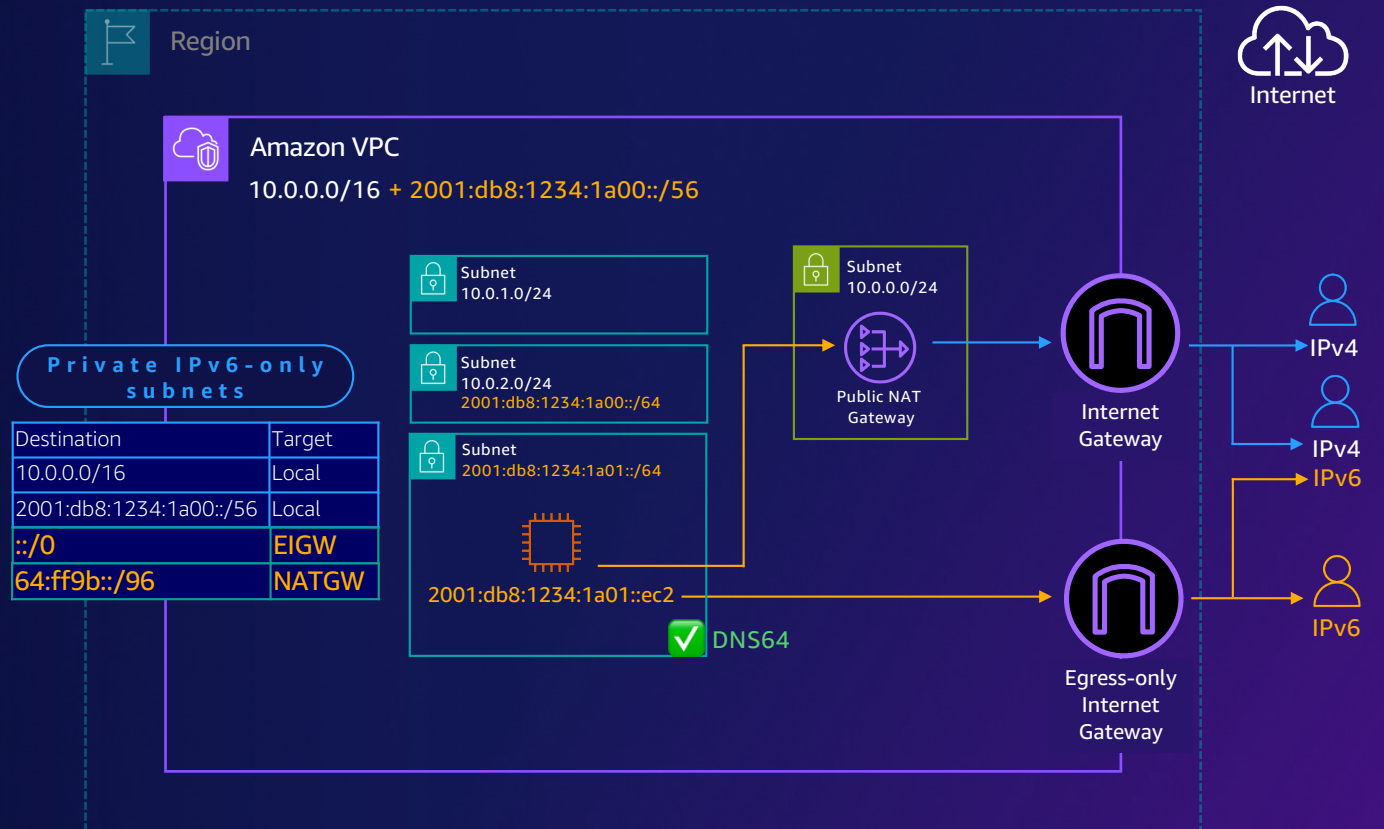 Region
Internet
Amazon VPC
10.0.0.0/16 + 2001:db8:1234:1a00::/56
Subnet
10.0.1.0/24
Subnet
10.0.2.0/24
2001:db8:1234:1a00::/64
Subnet
2001:db8:1234:1a01::/64
2001:db8:1234:1a01::ec2
DNS64
Subnet
10.0.0.0/24
Public NAT
Gateway
Internet
Gateway
Egress-only
Internet
Gateway
IPv4
IPv4
IPv6
IPv6
Private IPv6-only
subnets
Destination Target
10.0.0.0/16 Local
2001:db8:1234:1a00::/56 Local
::/0 EIGW
64:ff9b::/96 NATGW